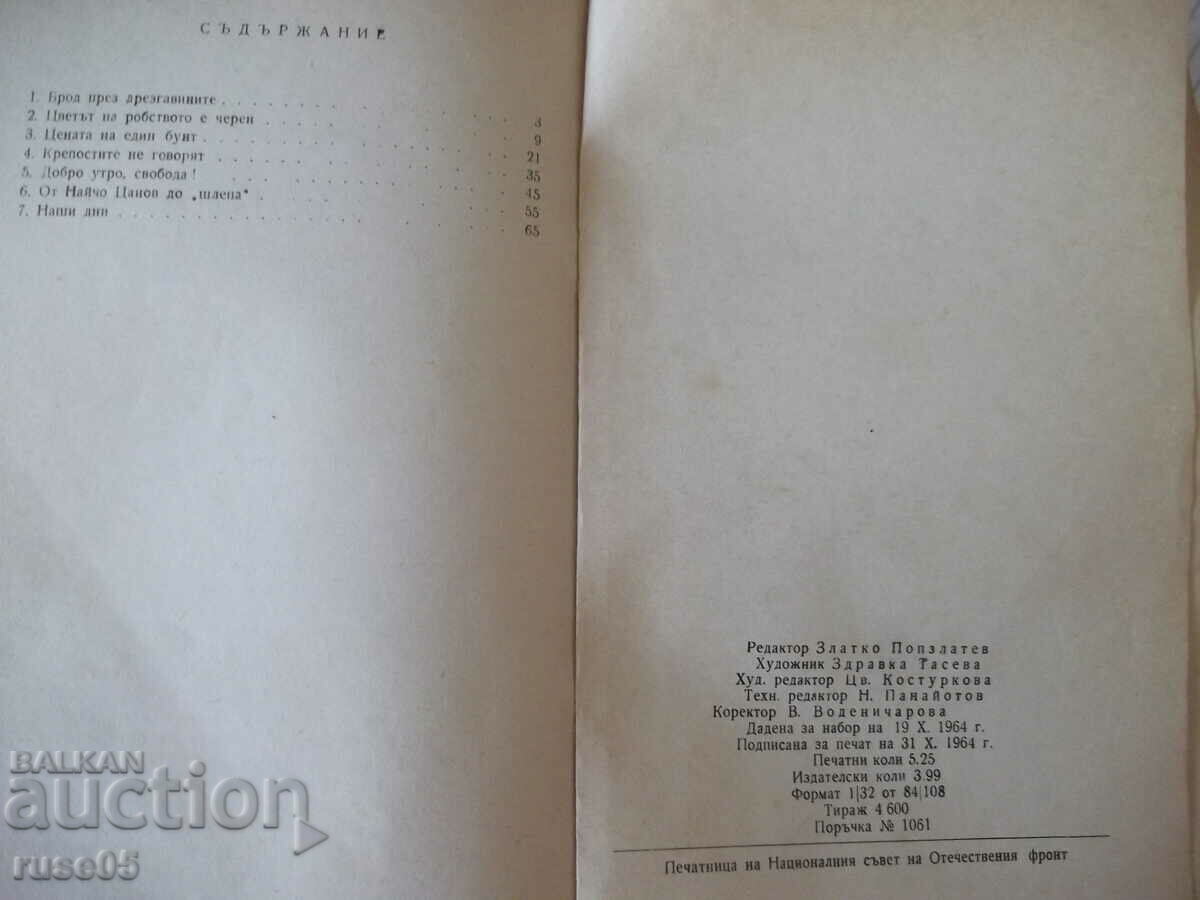 СЪДЪРЖАНИЕ
1. Брод през дрезгавините . . . . . . . . . . . 3
2. Цветът на робството е черен . . . . . . . . . 9
3. Цената на един бунт . . . . . . . . . . . . 21
4. Крепостите не говорят . . . . . . . . . . . 35
5. Добро утро, свобода! . . . . . . . . . . . 45
6. От Найчо Цанов до „шлепа“ . . . . . . . . . 55
7. Наши дни . . . . . . . . . . . . . . . 65
Редактор Златко Попзлатев
Художник Здравка Тасева
Худ. редактор Цв. Костуркова
Техн. редактор Н. Панайотов
Коректор В. Воденичарова
Дадена за набор на 19 X. 1964 г.
Подписана за печат на 31 X. 1964 г.
Печатни коли 5.25
Издателски коли 3.99
Формат 1|32 от 84|108
Тираж 4 600
Поръчка № 1061
Печатница на Националния съвет на Отечествения фронт
BALKAN
auction
ruse05